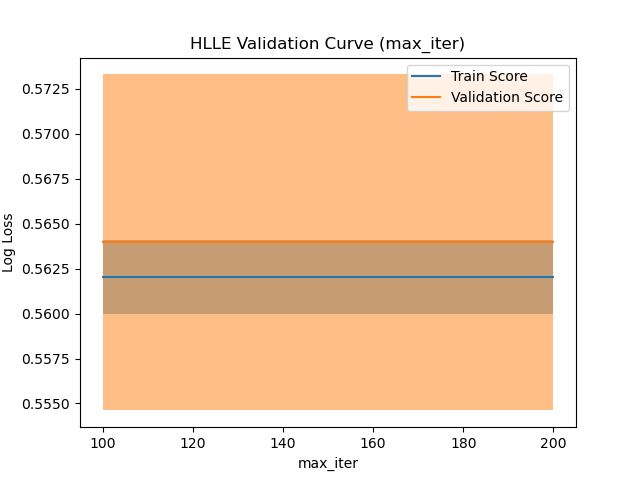 HLLE Validation Curve (max_iter)
Train Score
Validation Score
Log Loss
0.5725
0.5700
0.5675
0.5650
0.5625
0.5600
0.5575
0.5550
100
120
140
160
180
200
max_iter